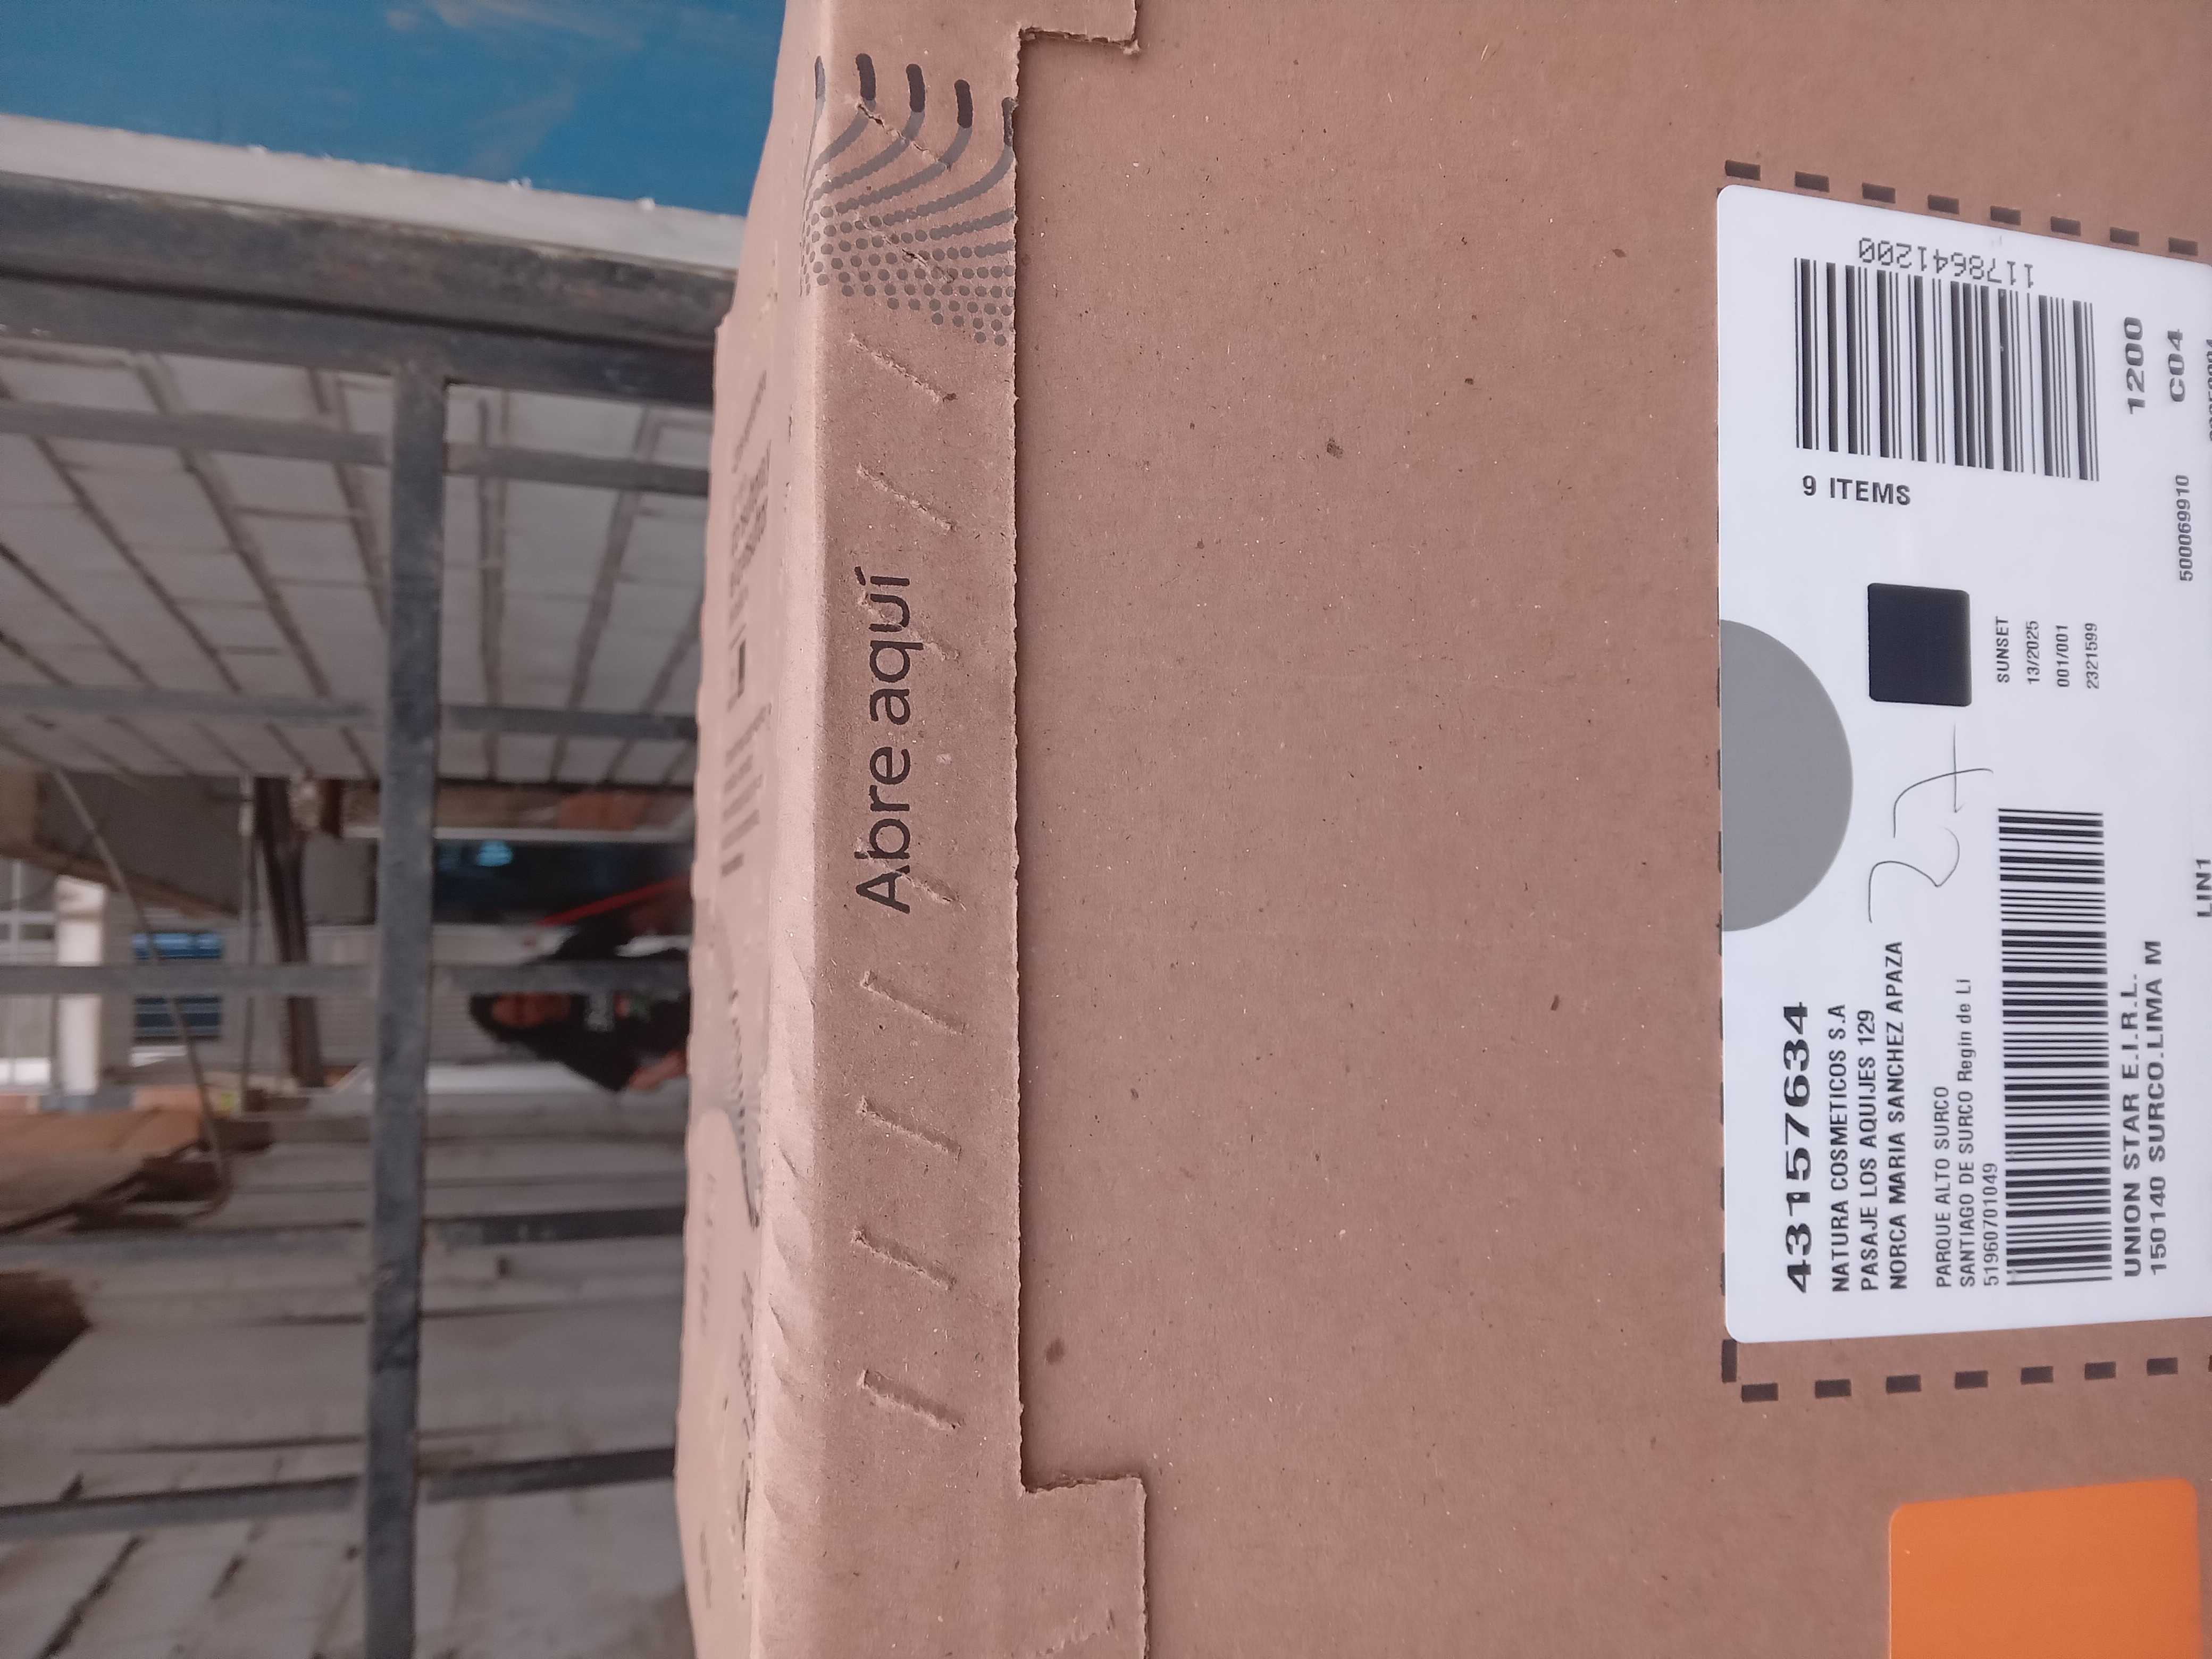 Abre aquí
43157634
NATURA COSMETICOS S.A
PASAJE LOS AQUIJES 129
NORCA MARIA SANCHEZ APAZA
27
PARQUE ALTO SURCO
SANTIAGO DE SURCO Regin de Li
51960701049
UNION STAR E.I.R.L.
150140 SURCO.LIMA M
LIN1
SUNSET
13/2025
001/001
2321599
9 ITEMS
1178641200
1200
C04
500069910